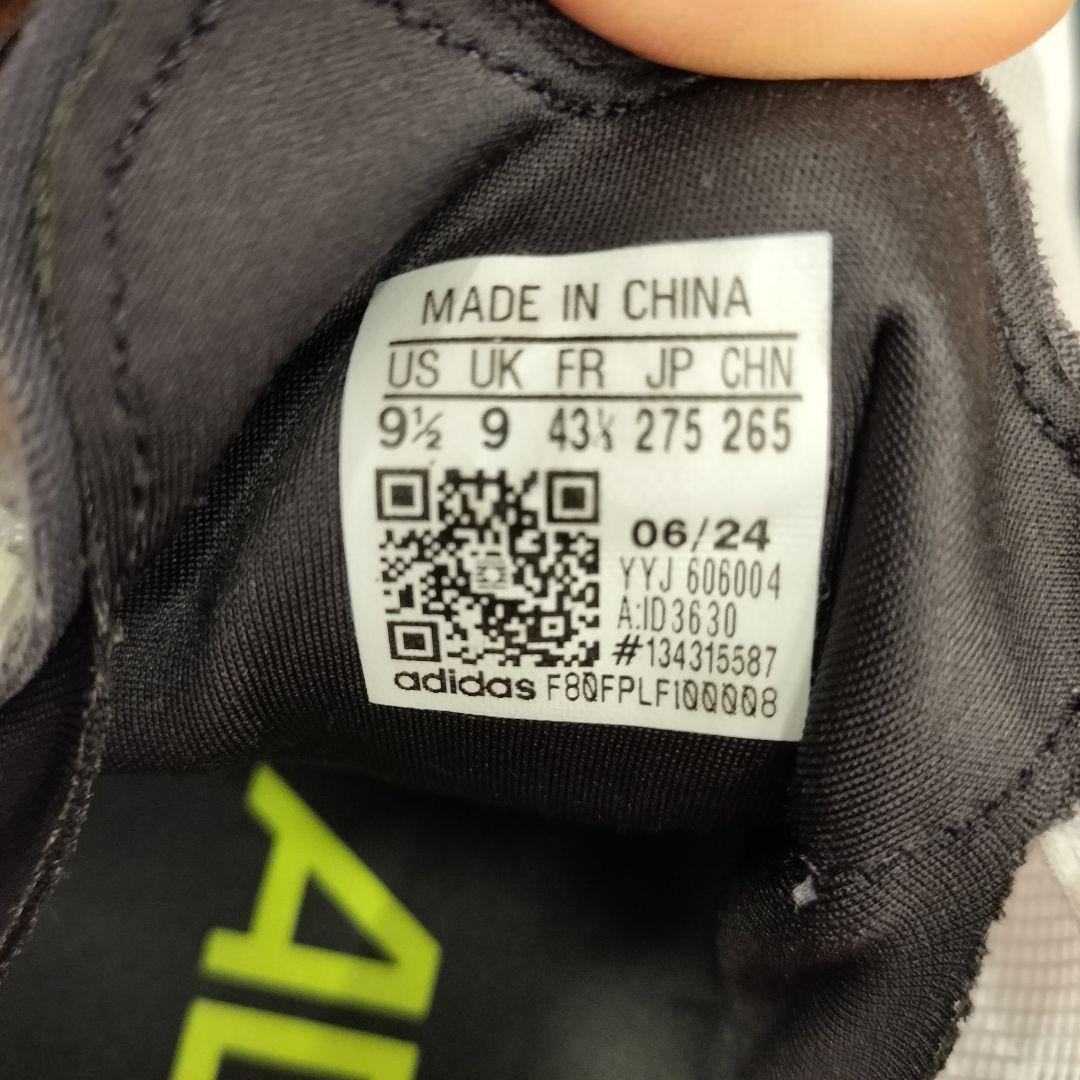 MADE IN CHINA
US UK FR JP CHN
9½ 9 43⅓ 275 265
06/24
YYJ 606004
A:ID3630
#134315587
adidas F80FPLF100008
AD